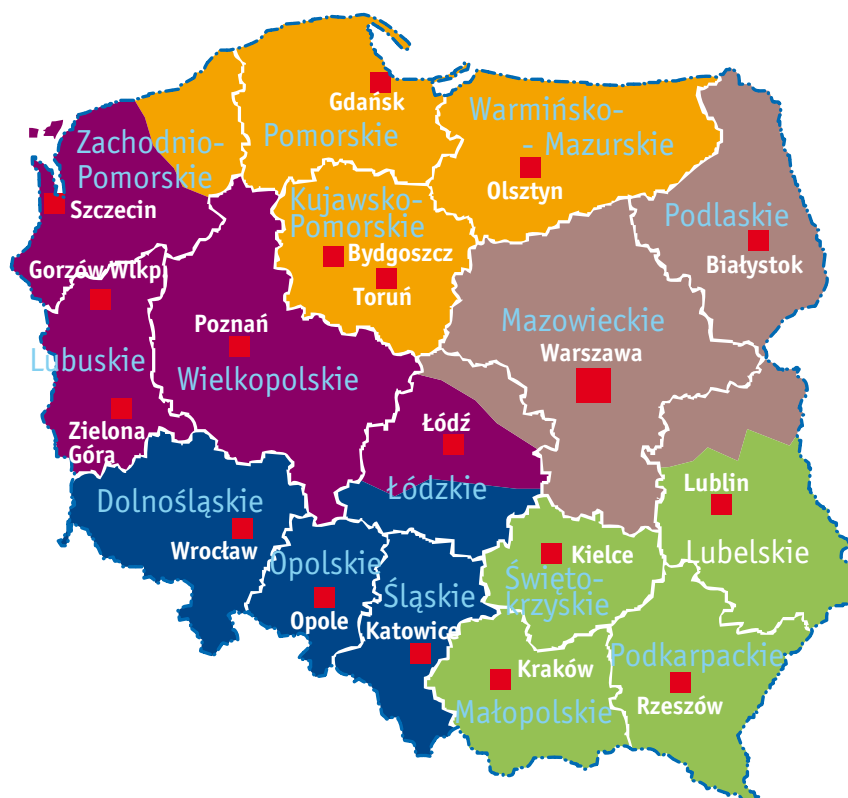 Gdańsk
Pomorskie
Warmińsko-
- Mazurskie
Olsztyn
Zachodnio-
Pomorskie
Szczecin
Kujawsko-
Pomorskie
Bydgoszcz
Toruń
Podlaskie
Białystok
Gorzów Wlkp.
Lubuskie
Zielona
Góra
Poznań
Wielkopolskie
Mazowieckie
Warszawa
Łódź
Łódzkie
Dolnośląskie
Wrocław
Opolskie
Opole
Śląskie
Katowice
Lublin
Lubelskie
Kielce
Święto-
krzyskie
Kraków
Małopolskie
Podkarpackie
Rzeszów